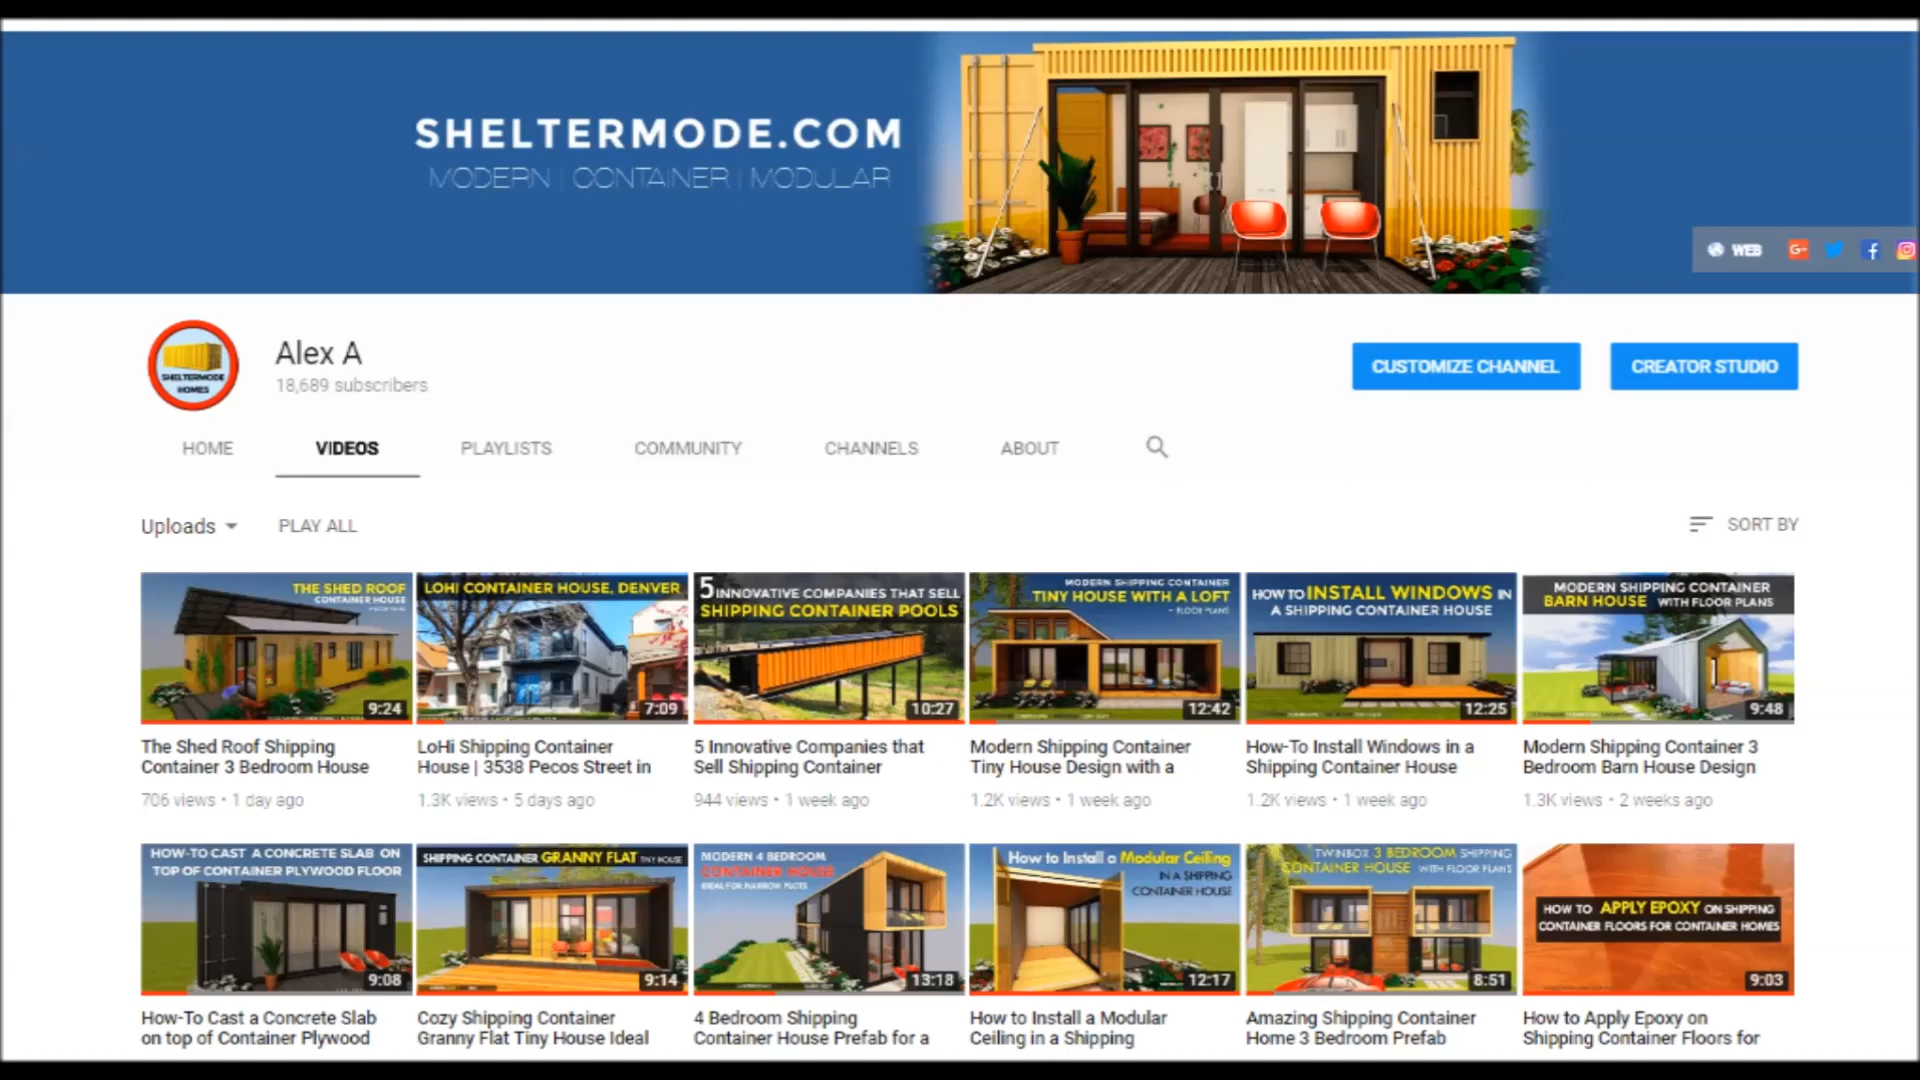 SHELTERMODE.COM
MODERN | CONTAINER | MODULAR
WEB
SHELTERMODE
HOMES
Alex A
18,689 subscribers
CUSTOMIZE CHANNEL
CREATOR STUDIO
HOME
VIDEOS
PLAYLISTS
COMMUNITY
CHANNELS
ABOUT
Uploads
PLAY ALL
SORT BY
THE SHED ROOF
CONTAINER HOUSE
9:24
LOHI CONTAINER HOUSE, DENVER
7:09
5 INNOVATIVE COMPANIES THAT SELL
SHIPPING CONTAINER POOLS
10:27
MODERN SHIPPING CONTAINER
TINY HOUSE WITH A LOFT
+ FLOOR PLANS
12:42
HOW TO INSTALL WINDOWS IN
A SHIPPING CONTAINER HOUSE
12:25
MODERN SHIPPING CONTAINER
BARN HOUSE WITH FLOOR PLANS
9:48
The Shed Roof Shipping
Container 3 Bedroom House
706 views • 1 day ago
LoHi Shipping Container
House | 3538 Pecos Street in
1.3K views • 5 days ago
5 Innovative Companies that
Sell Shipping Container
944 views • 1 week ago
Modern Shipping Container
Tiny House Design with a
1.2K views • 1 week ago
How-To Install Windows in a
Shipping Container House
1.2K views • 1 week ago
Modern Shipping Container 3
Bedroom Barn House Design
1.3K views • 2 weeks ago
HOW-TO CAST A CONCRETE SLAB ON
TOP OF CONTAINER PLYWOOD FLOOR
9:08
SHIPPING CONTAINER GRANNY FLAT TINY HOUSE
9:14
MODERN 4 BEDROOM
CONTAINER HOUSE
IDEAL FOR NARROW PLOTS
13:18
How to Install a Modular Ceiling
IN A SHIPPING
CONTAINER HOUSE
12:17
TWINBOX 3 BEDROOM SHIPPING
CONTAINER HOUSE WITH FLOOR PLANS
8:51
HOW TO APPLY EPOXY ON SHIPPING
CONTAINER FLOORS FOR CONTAINER HOMES
9:03
How-To Cast a Concrete Slab
on top of Container Plywood
Cozy Shipping Container
Granny Flat Tiny House Ideal
4 Bedroom Shipping
Container House Prefab for a
How to Install a Modular
Ceiling in a Shipping
Amazing Shipping Container
Home 3 Bedroom Prefab
How to Apply Epoxy on
Shipping Container Floors for